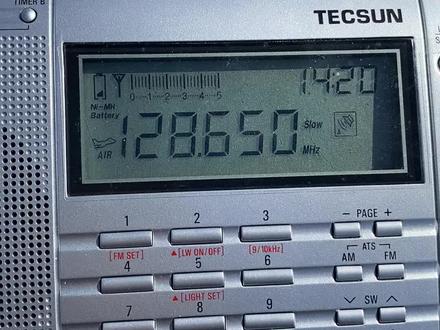 TIMER B
TECSUN
14:20
0 1 2 3 4 5
Ni-MH
Battery
128.650 Slow
MHz
AIR
1 2 3 − PAGE +
[FM SET] ▲[LW ON/OFF] [9/10kHz] ATS
4 5 6 AM FM
▲[LIGHT SET]
7 8 9 SW